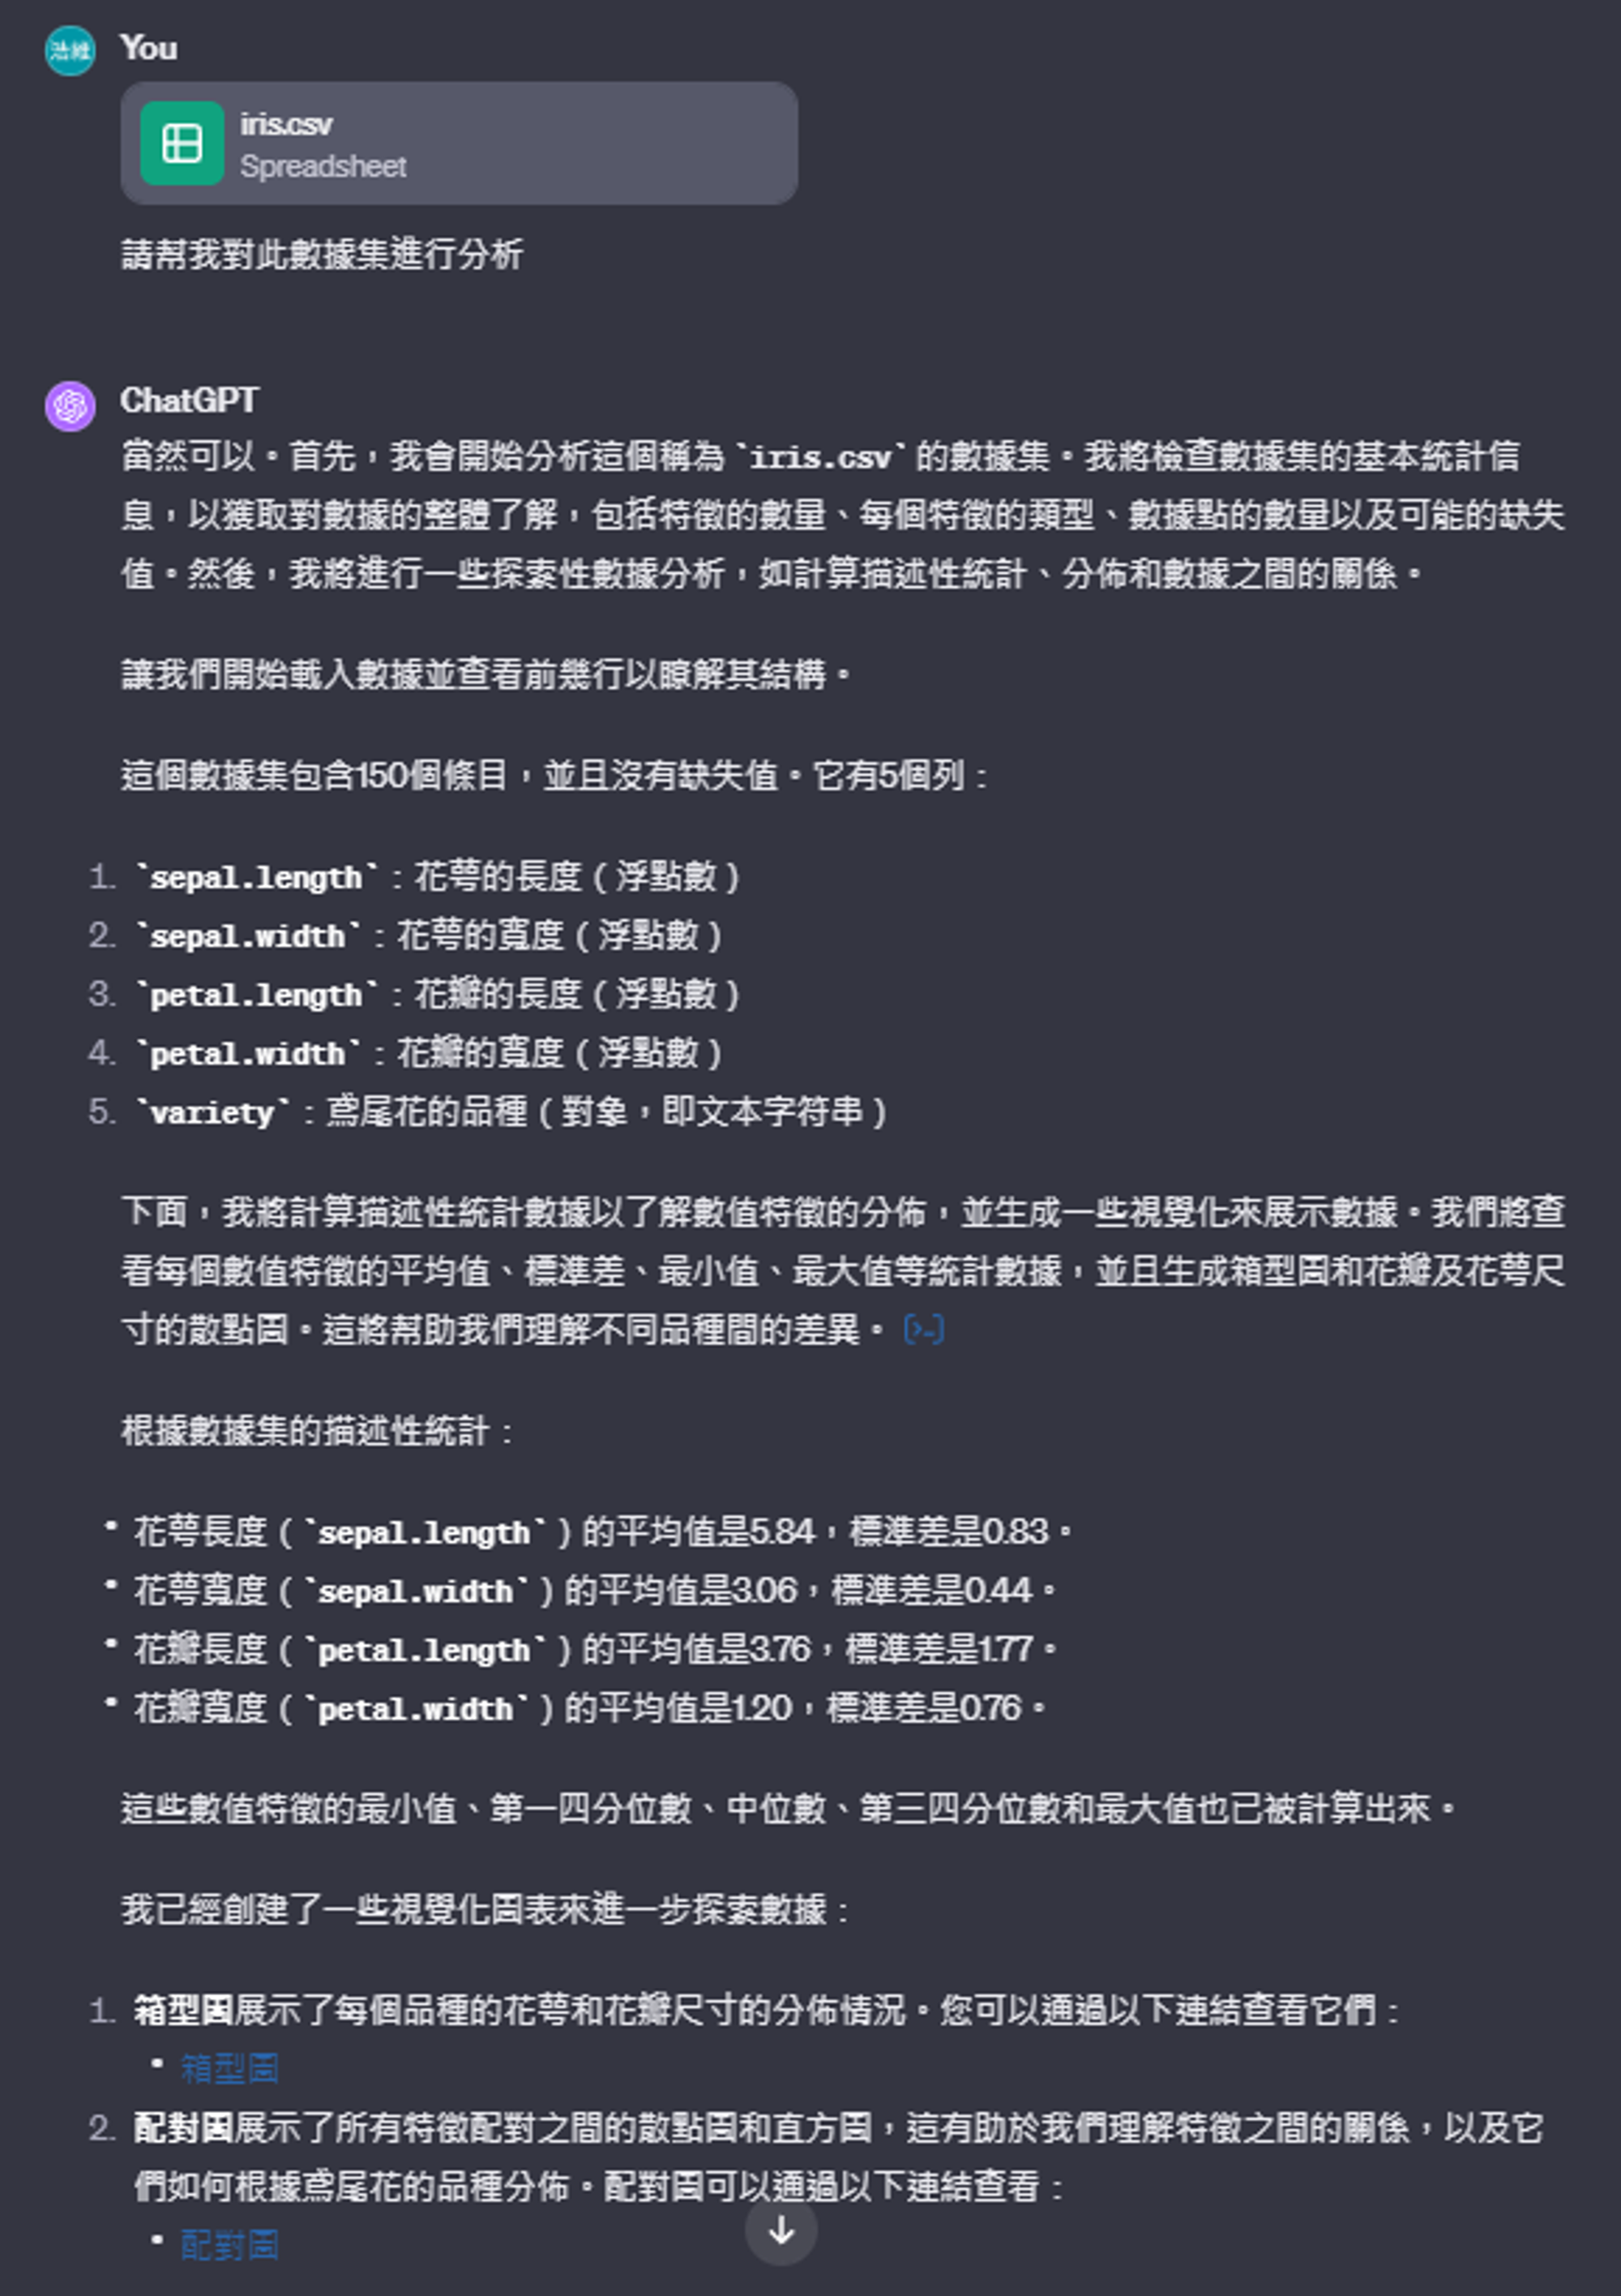 浩維
You
iris.csv
Spreadsheet
請幫我對此數據集進行分析
ChatGPT
當然可以。首先，我會開始分析這個稱為 `iris.csv` 的數據集。我將檢查數據集的基本統計信
息，以獲取對數據的整體了解，包括特徵的數量、每個特徵的類型、數據點的數量以及可能的缺失
值。然後，我將進行一些探索性數據分析，如計算描述性統計、分佈和數據之間的關係。
讓我們開始載入數據並查看前幾行以瞭解其結構。
這個數據集包含150個條目，並且沒有缺失值。它有5個列：
1. `sepal.length`：花萼的長度（浮點數）
2. `sepal.width`：花萼的寬度（浮點數）
3. `petal.length`：花瓣的長度（浮點數）
4. `petal.width`：花瓣的寬度（浮點數）
5. `variety`：鳶尾花的品種（對象，即文本字符串）
下面，我將計算描述性統計數據以了解數值特徵的分佈，並生成一些視覺化來展示數據。我們將查
看每個數值特徵的平均值、標準差、最小值、最大值等統計數據，並且生成箱型圖和花瓣及花萼尺
寸的散點圖。這將幫助我們理解不同品種間的差異。 [>_]
根據數據集的描述性統計：
• 花萼長度（`sepal.length`）的平均值是5.84，標準差是0.83。
• 花萼寬度（`sepal.width`）的平均值是3.06，標準差是0.44。
• 花瓣長度（`petal.length`）的平均值是3.76，標準差是1.77。
• 花瓣寬度（`petal.width`）的平均值是1.20，標準差是0.76。
這些數值特徵的最小值、第一四分位數、中位數、第三四分位數和最大值也已被計算出來。
我已經創建了一些視覺化圖表來進一步探索數據：
1. 箱型圖展示了每個品種的花萼和花瓣尺寸的分佈情況。您可以通過以下連結查看它們：
• 箱型圖
2. 配對圖展示了所有特徵配對之間的散點圖和直方圖，這有助於我們理解特徵之間的關係，以及它
們如何根據鳶尾花的品種分佈。配對圖可以通過以下連結查看：
• 配對圖